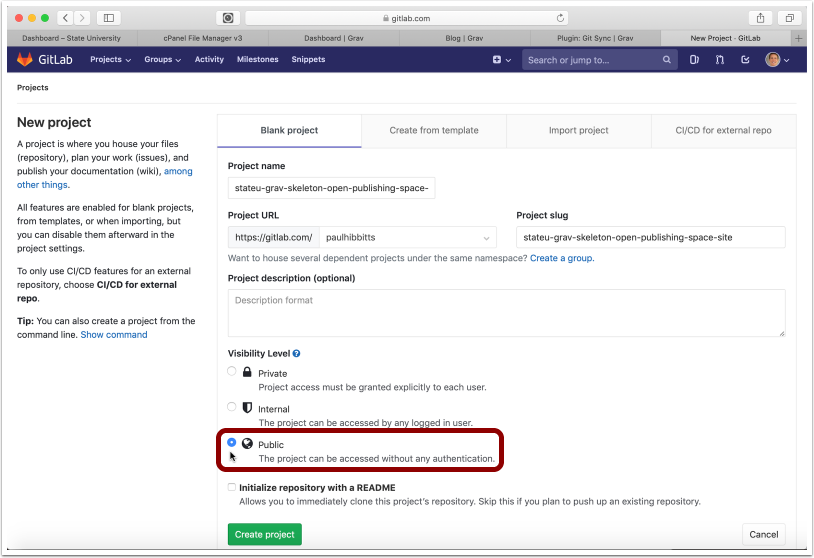 gitlab.com
Dashboard – State University
cPanel File Manager v3
Dashboard | Grav
Blog | Grav
Plugin: Git Sync | Grav
New Project · GitLab
GitLab Projects Groups Activity Milestones Snippets Search or jump to...
Projects
New project
A project is where you house your files
(repository), plan your work (issues), and
publish your documentation (wiki), among
other things.
All features are enabled for blank projects,
from templates, or when importing, but
you can disable them afterward in the
project settings.
To only use CI/CD features for an external
repository, choose CI/CD for external
repo.
Tip: You can also create a project from the
command line. Show command
Blank project
Create from template
Import project
CI/CD for external repo
Project name
stateu-grav-skeleton-open-publishing-space-
Project URL
https://gitlab.com/ paulhibbitts
Project slug
stateu-grav-skeleton-open-publishing-space-site
Want to house several dependent projects under the same namespace? Create a group.
Project description (optional)
Description format
Visibility Level
Private
Project access must be granted explicitly to each user.
Internal
The project can be accessed by any logged in user.
Public
The project can be accessed without any authentication.
Initialize repository with a README
Allows you to immediately clone this project's repository. Skip this if you plan to push up an existing repository.
Create project
Cancel